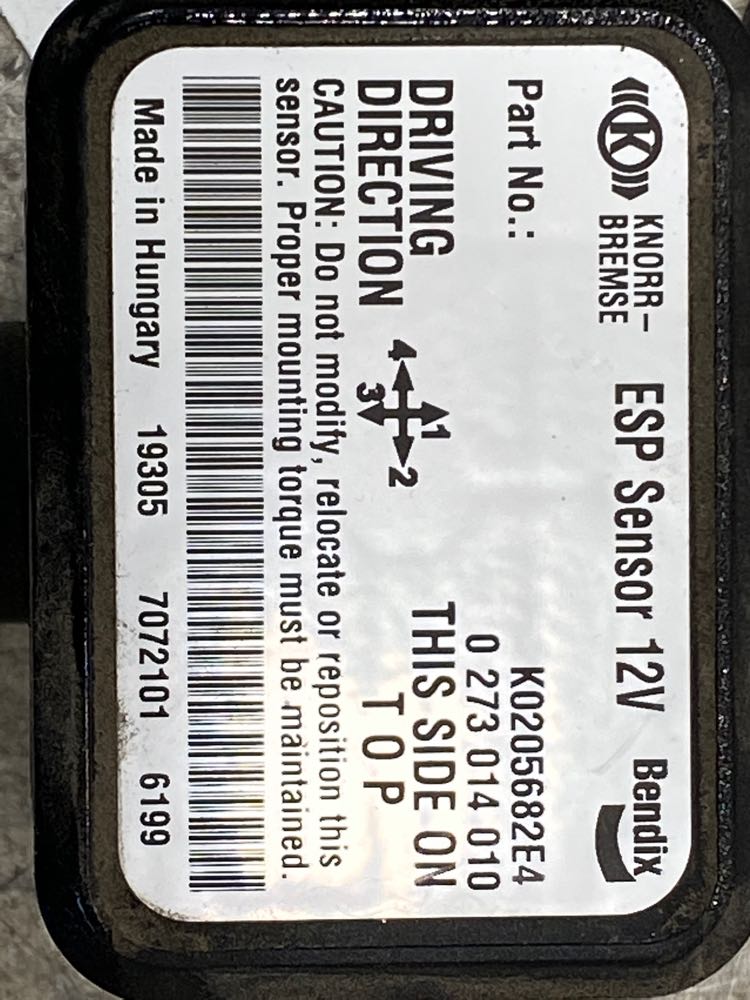 K
KNORR-
BREMSE
ESP Sensor 12V
Bendix
Part No.:
K0205682E4
0 273 014 010
DRIVING
DIRECTION
4 1 3 2
THIS SIDE ON
TOP
CAUTION: Do not modify, relocate or reposition this
sensor. Proper mounting torque must be maintained.
Made in Hungary 19305 7072101 6199